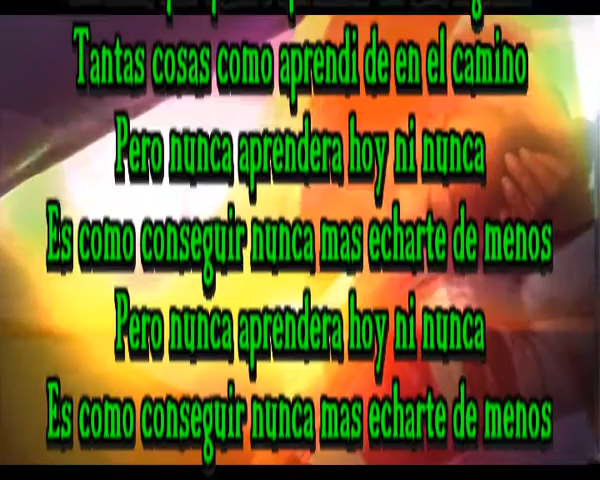 Tantas cosas como aprendi de en el camino
Pero nunca aprendera hoy ni nunca
Es como conseguir nunca mas echarte de menos
Pero nunca aprendera hoy ni nunca
Es como conseguir nunca mas echarte de menos